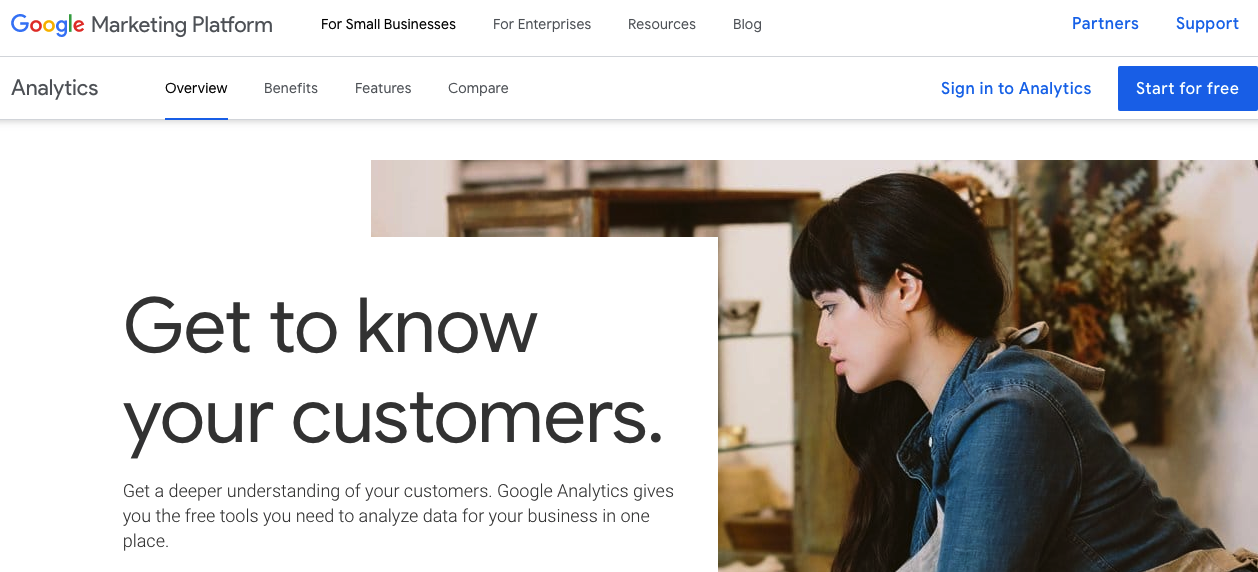 Google Marketing Platform For Small Businesses For Enterprises Resources Blog Partners Support
Analytics Overview Benefits Features Compare Sign in to Analytics Start for free
Get to know
your customers.
Get a deeper understanding of your customers. Google Analytics gives
you the free tools you need to analyze data for your business in one
place.